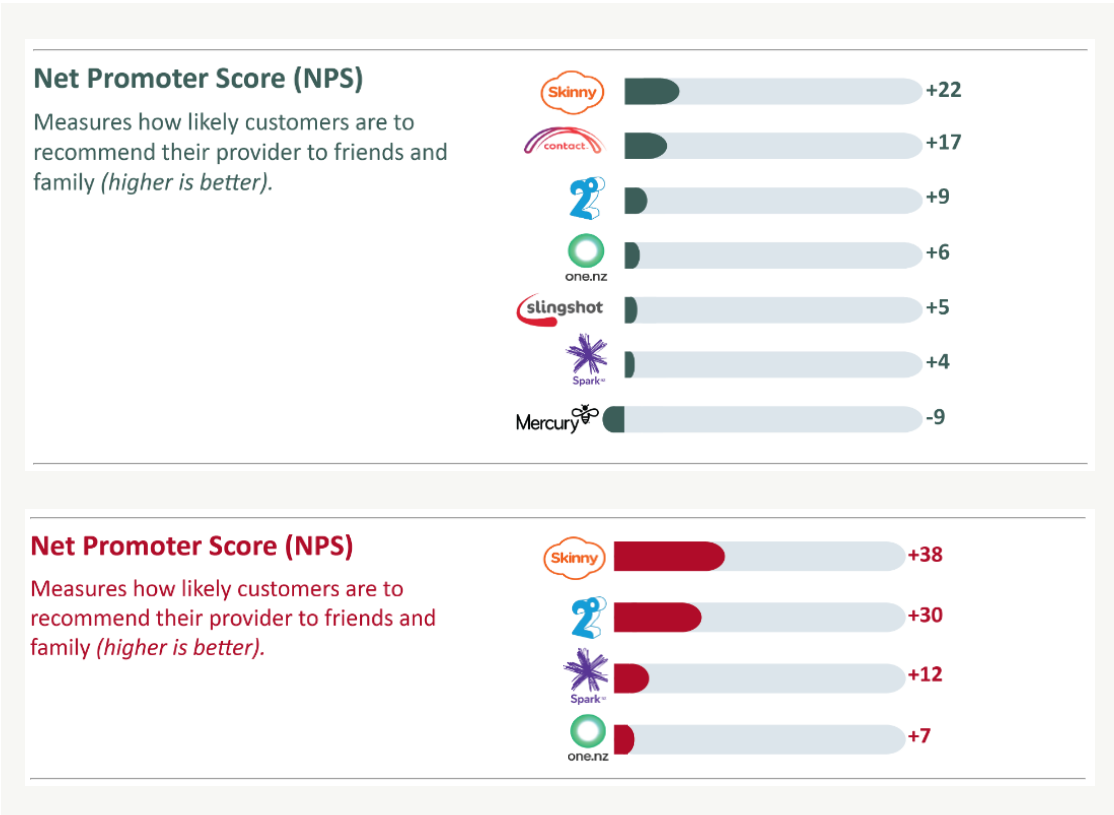 Net Promoter Score (NPS)
Measures how likely customers are to
recommend their provider to friends and
family (higher is better).
Skinny +22
contact. +17
2° +9
one.nz +6
slingshot +5
Spark nz +4
Mercury -9
Net Promoter Score (NPS)
Measures how likely customers are to
recommend their provider to friends and
family (higher is better).
Skinny +38
2° +30
Spark nz +12
one.nz +7